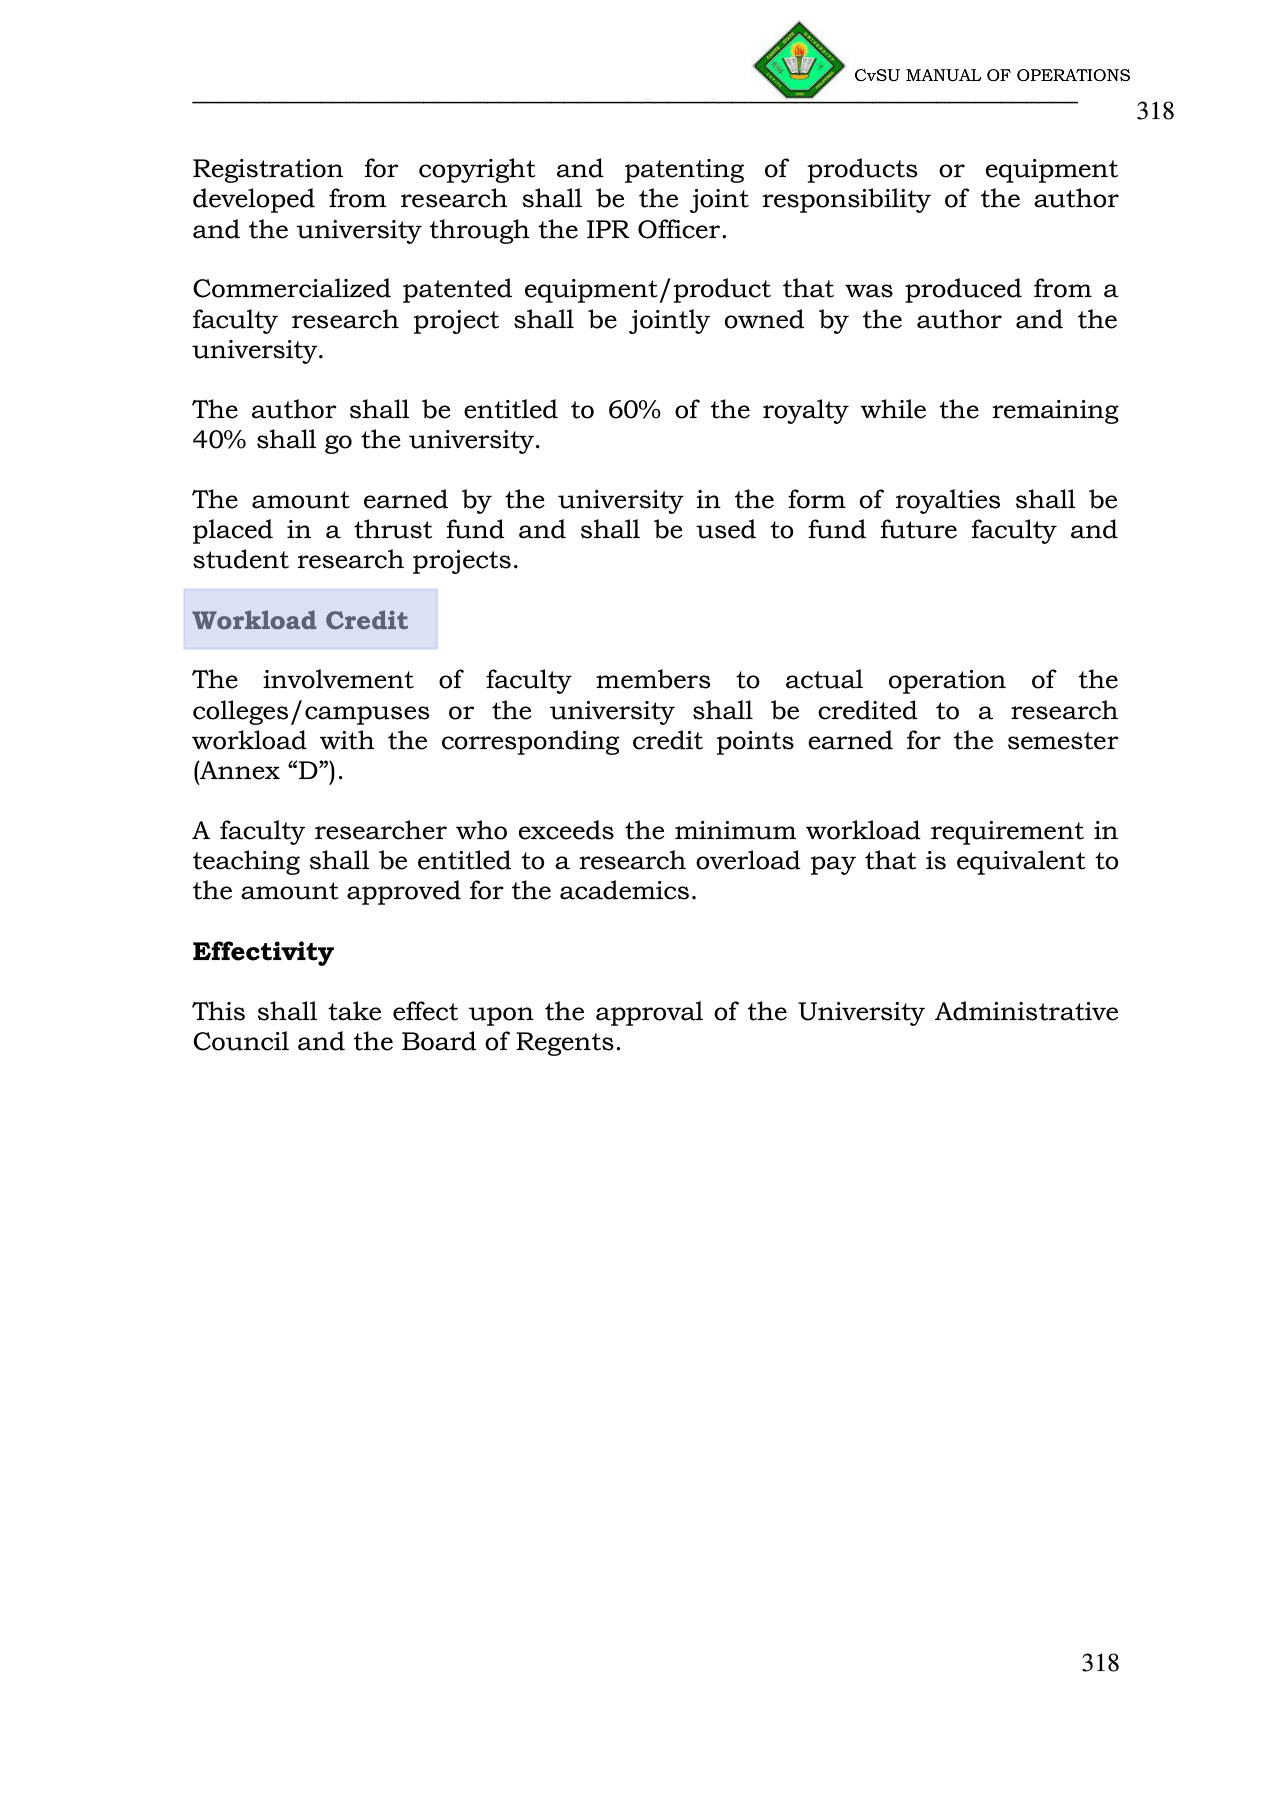 CvSU MANUAL OF OPERATIONS
318
Registration for copyright and patenting of products or equipment
developed from research shall be the joint responsibility of the author
and the university through the IPR Officer.
Commercialized patented equipment/product that was produced from a
faculty research project shall be jointly owned by the author and the
university.
The author shall be entitled to 60% of the royalty while the remaining
40% shall go the university.
The amount earned by the university in the form of royalties shall be
placed in a thrust fund and shall be used to fund future faculty and
student research projects.
Workload Credit
The involvement of faculty members to actual operation of the
colleges/campuses or the university shall be credited to a research
workload with the corresponding credit points earned for the semester
(Annex “D”).
A faculty researcher who exceeds the minimum workload requirement in
teaching shall be entitled to a research overload pay that is equivalent to
the amount approved for the academics.
Effectivity
This shall take effect upon the approval of the University Administrative
Council and the Board of Regents.
318